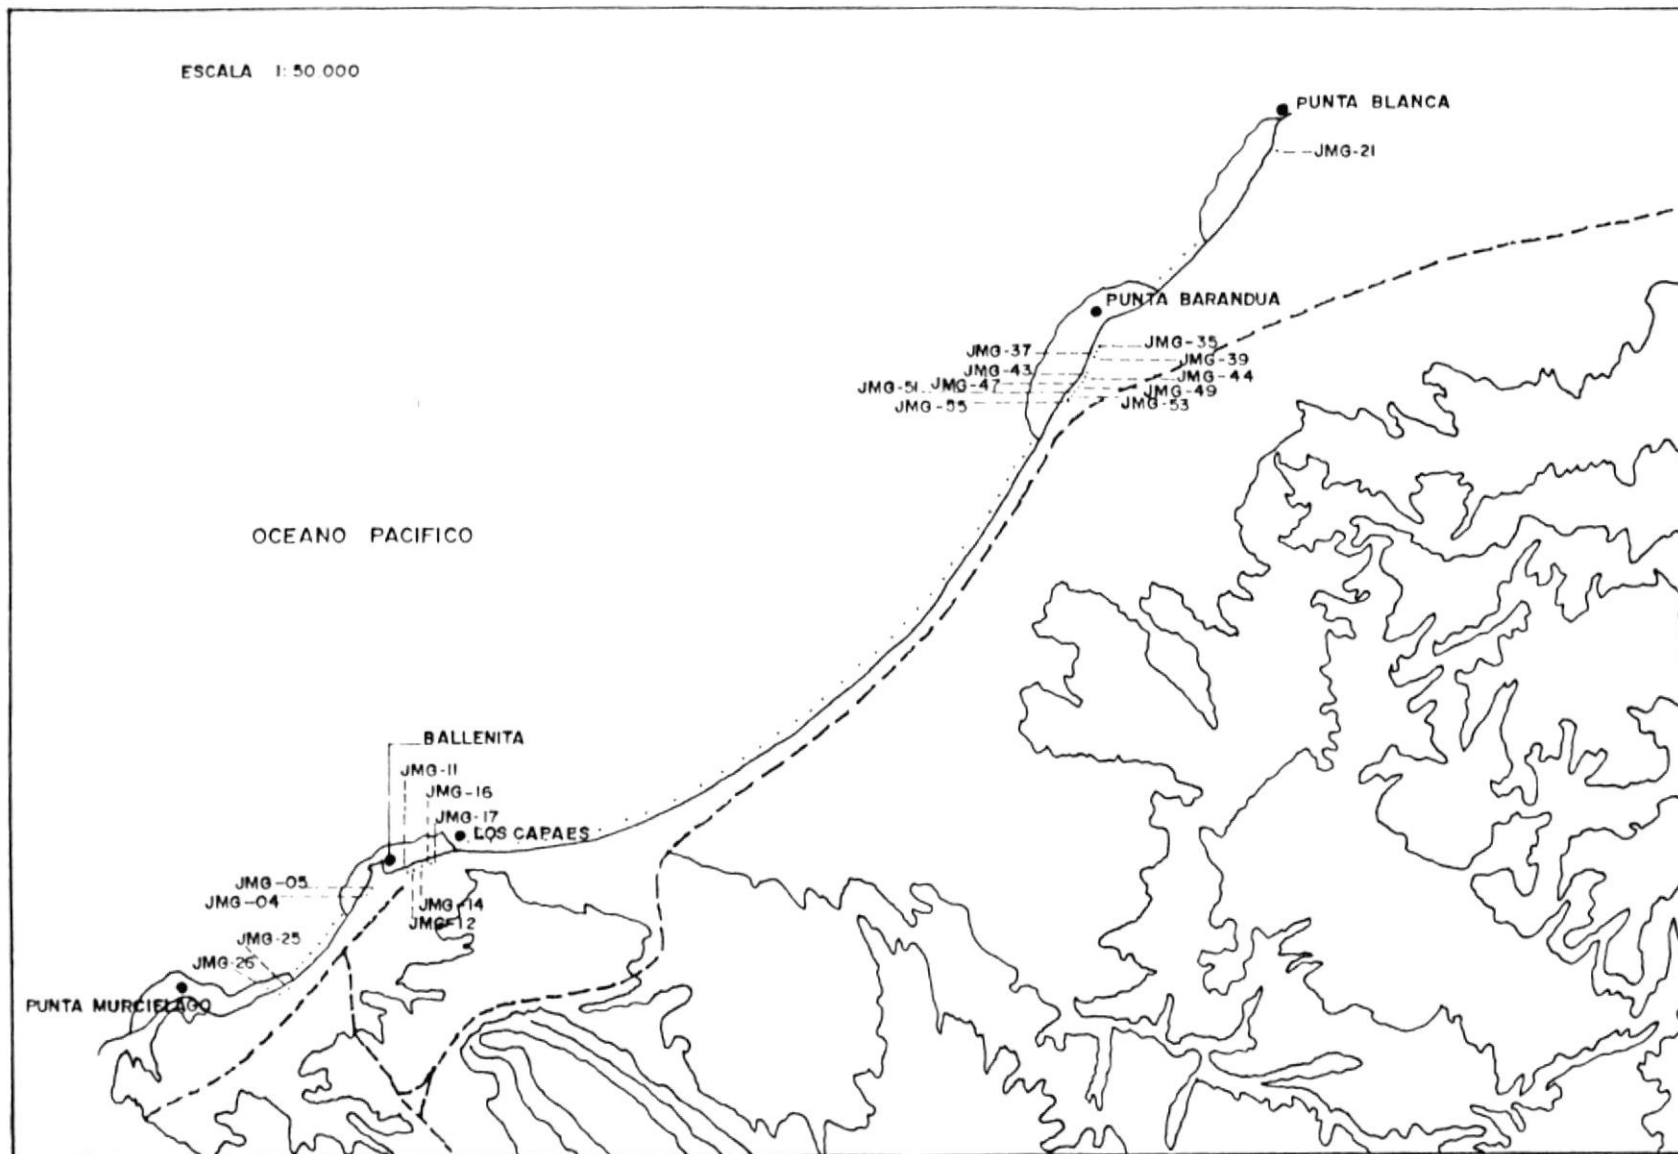 ESCALA 1:50 000
PUNTA BLANCA
JMG-21
PUNTA BARANDUA
JMG-35
JMG-37
JMG-39
JMG-43
JMG-44
JMG-51
JMG-47
JMG-49
JMG-55
JMG-53
OCEANO PACIFICO
BALLENITA
JMG-11
JMG-16
JMG-17
LOS CAPAES
JMG-05
JMG-04
JMG-14
JMG-12
JMG-25
JMG-26
PUNTA MURCIELAGO